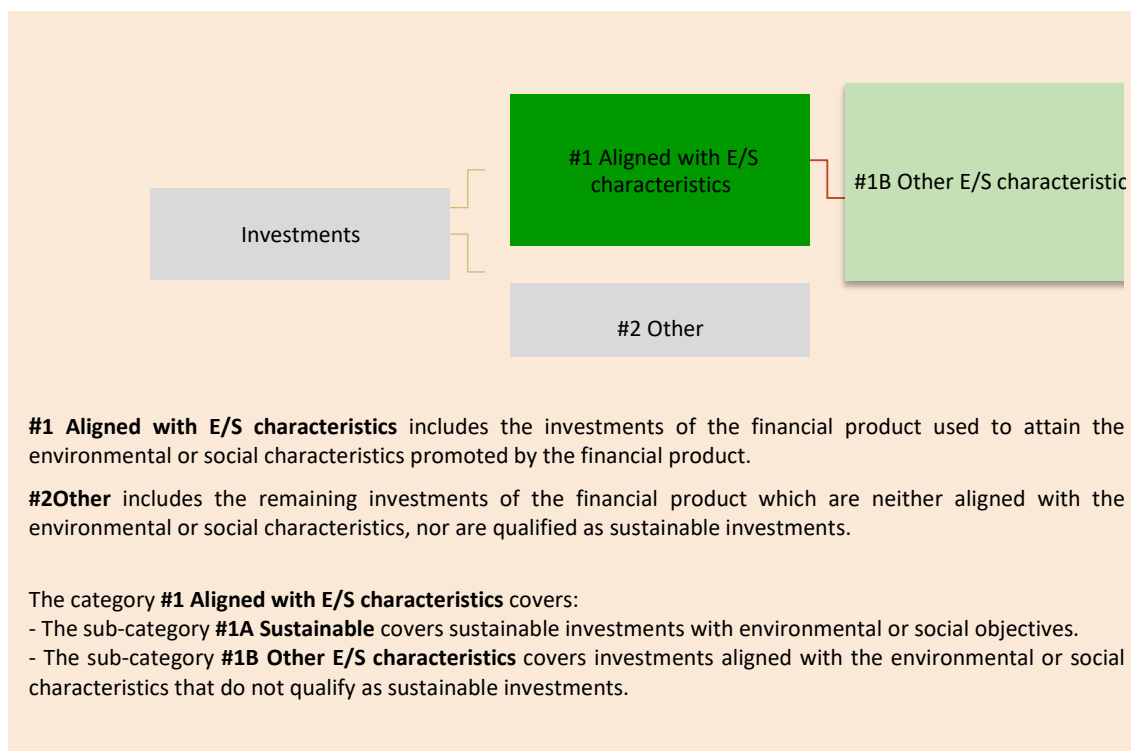 #1 Aligned with E/S
characteristics
#1B Other E/S characteristic
Investments
#2 Other
#1 Aligned with E/S characteristics includes the investments of the financial product used to attain the
environmental or social characteristics promoted by the financial product.
#2Other includes the remaining investments of the financial product which are neither aligned with the
environmental or social characteristics, nor are qualified as sustainable investments.
The category #1 Aligned with E/S characteristics covers:
- The sub-category #1A Sustainable covers sustainable investments with environmental or social objectives.
- The sub-category #1B Other E/S characteristics covers investments aligned with the environmental or social
characteristics that do not qualify as sustainable investments.